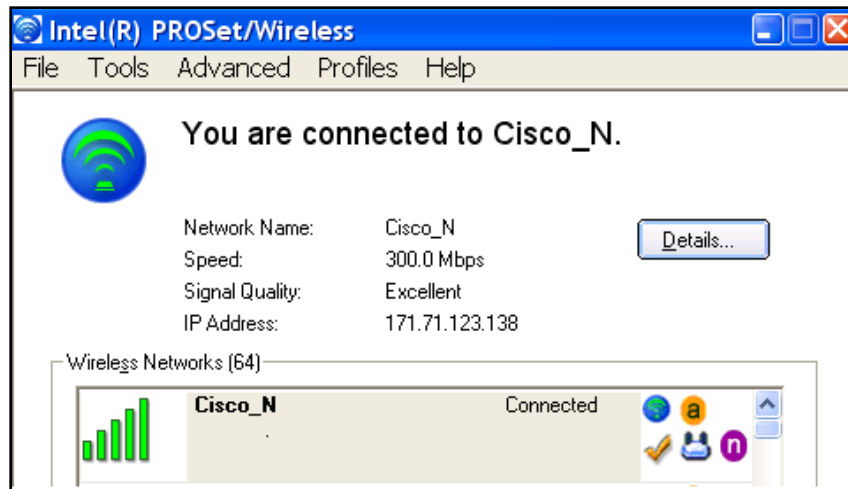 Intel(R) PROSet/Wireless
File Tools Advanced Profiles Help
You are connected to Cisco_N.
Network Name: Cisco_N
Details...
Speed: 300.0 Mbps
Signal Quality: Excellent
IP Address: 171.71.123.138
Wireless Networks (64)
Cisco_N Connected
a
n